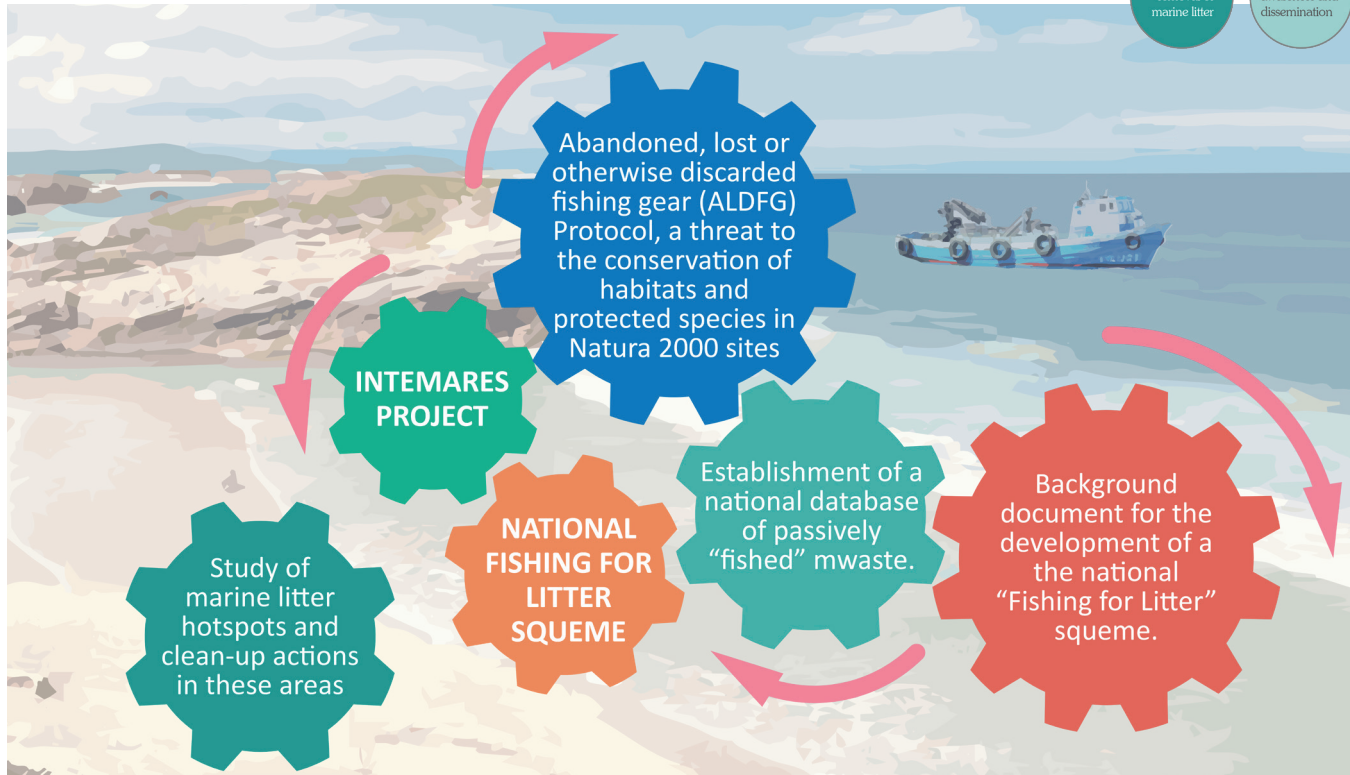 marine litter
dissemination
Abandoned, lost or
otherwise discarded
fishing gear (ALDFG)
Protocol, a threat to
the conservation of
habitats and
protected species in
Natura 2000 sites
INTEMARES
PROJECT
Establishment of a
national database
of passively
“fished” mwaste.
Background
document for the
development of a
the national
“Fishing for Litter”
squeme.
NATIONAL
FISHING FOR
LITTER
SQUEME
Study of
marine litter
hotspots and
clean-up actions
in these areas